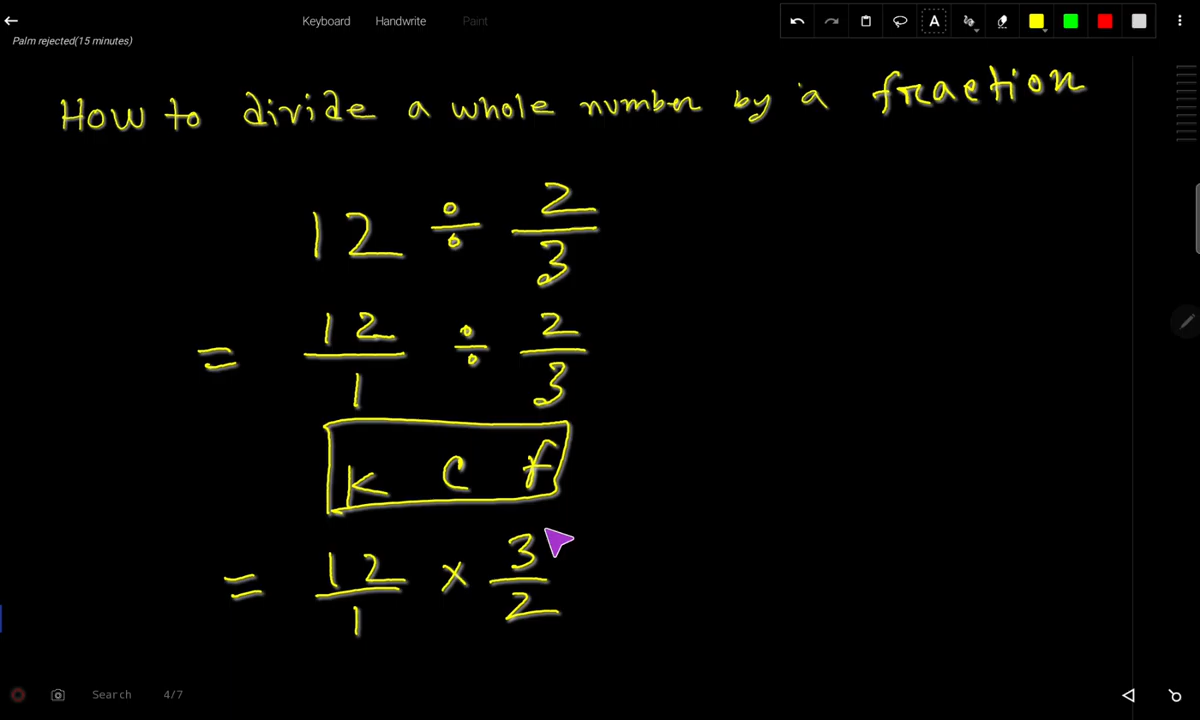 Keyboard Handwrite Paint
A
Palm rejected(15 minutes)
How to divide a whole number by a fraction
12 ÷ 2/3
= 12/1 ÷ 2/3
K C f
= 12/1 × 3/2
Search 4/7